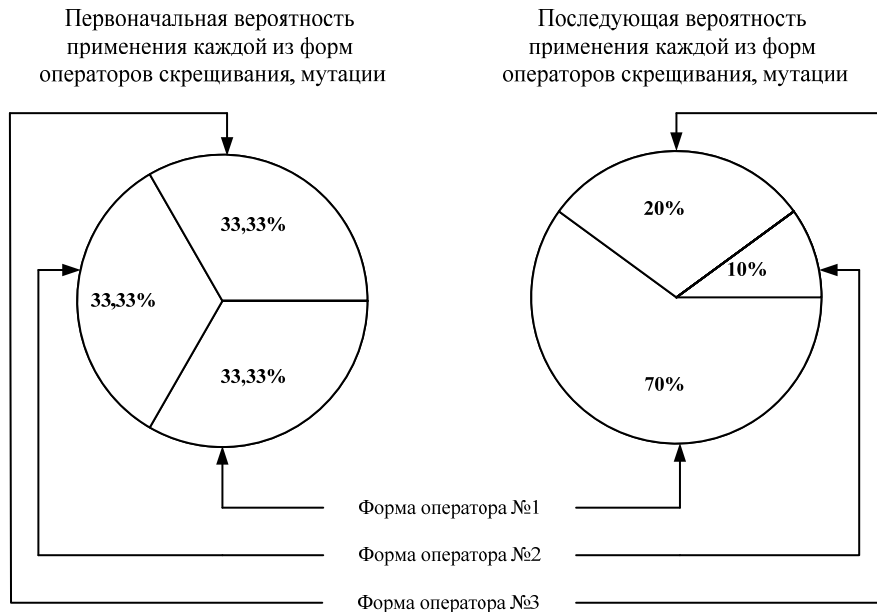 Первоначальная вероятность
применения каждой из форм
операторов скрещивания, мутации
Последующая вероятность
применения каждой из форм
операторов скрещивания, мутации
33,33%
33,33%
33,33%
20%
10%
70%
Форма оператора №1
Форма оператора №2
Форма оператора №3